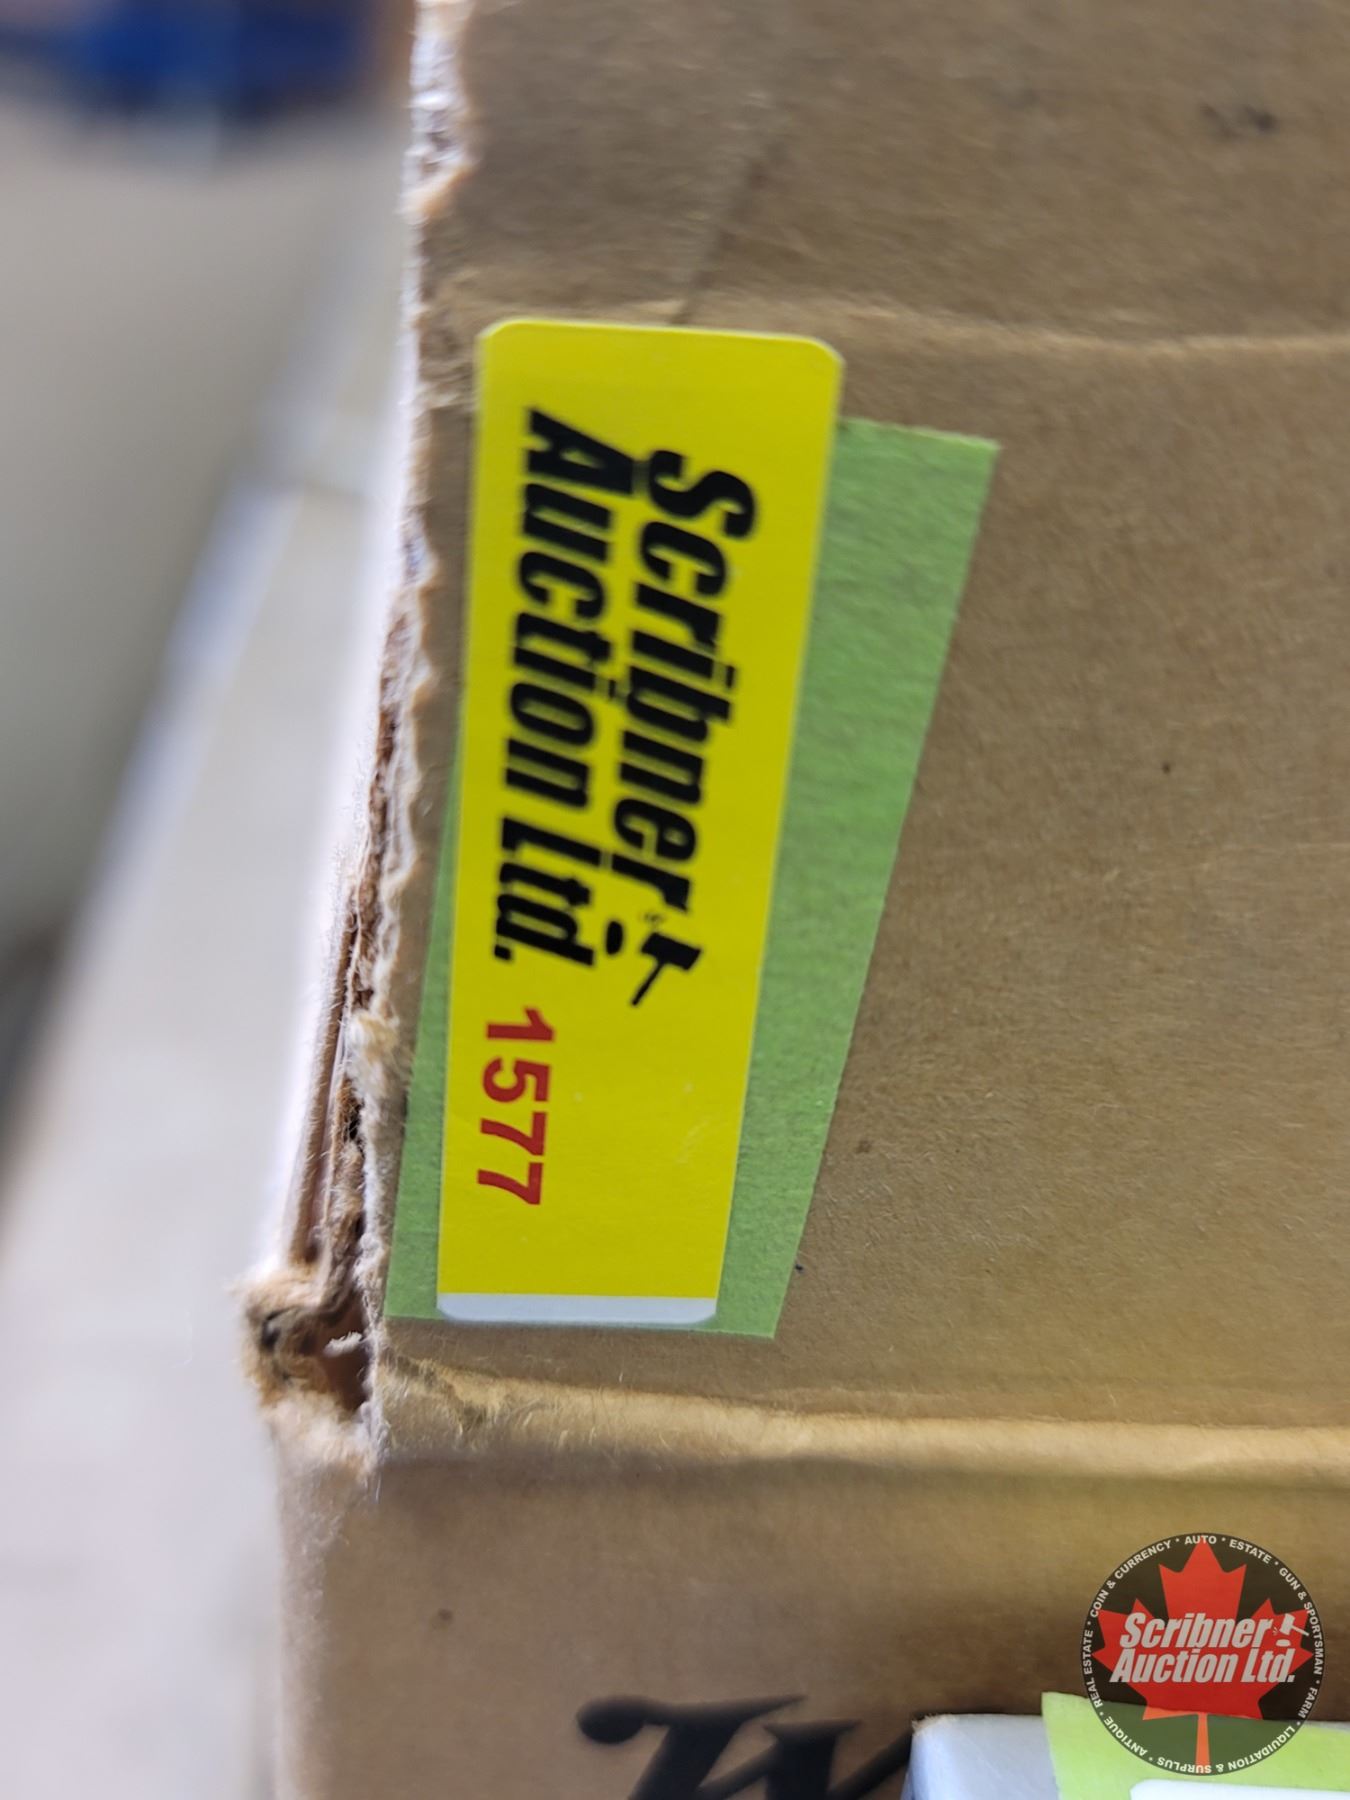 Scribner
Auction Ltd. 1577
COIN & CURRENCY * AUTO * ESTATE * GUN & SPORTSMAN * FARM * LIQUIDATION & SURPLUS * ANTIQUE * REAL ESTATE *
Scribner
Auction Ltd.